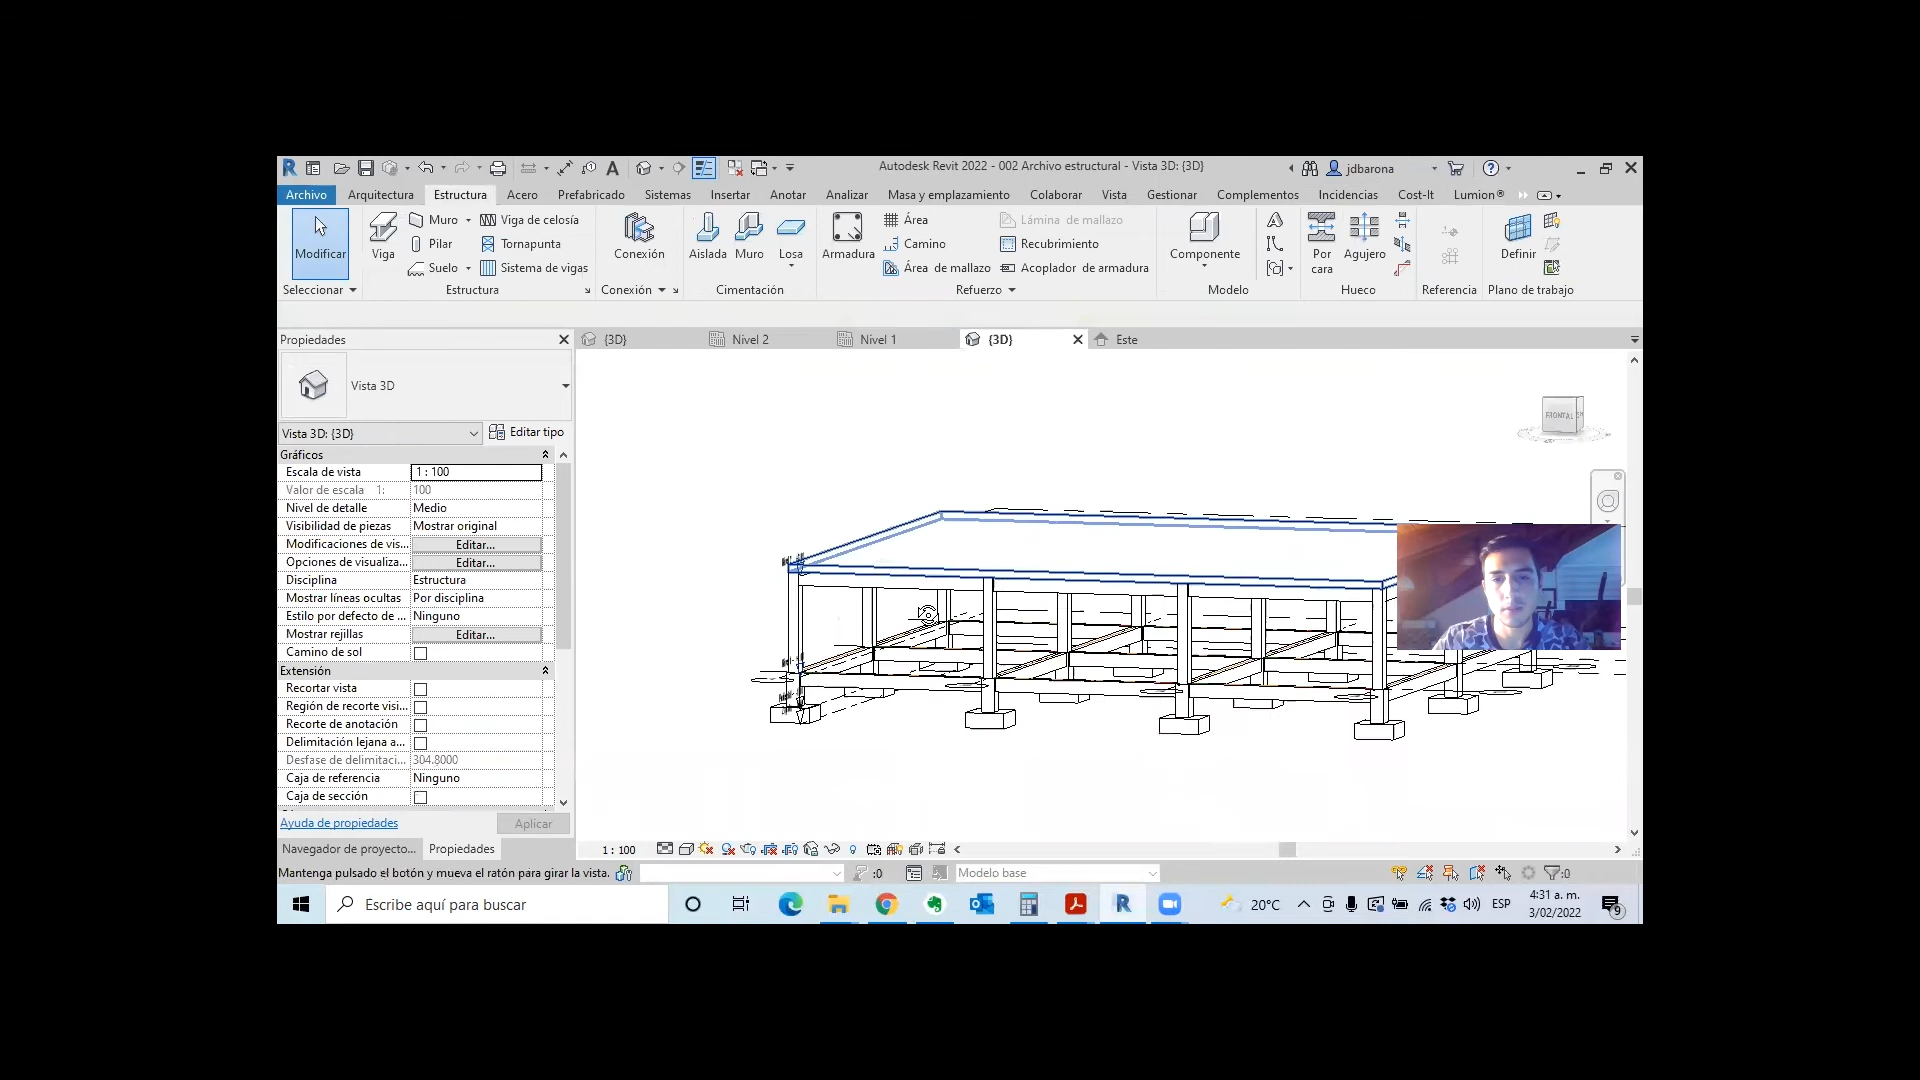 Autodesk Revit 2022 - 002 Archivo estructural - Vista 3D: {3D}
jdbarona
Archivo Arquitectura Estructura Acero Prefabricado Sistemas Insertar Anotar Analizar Masa y emplazamiento Colaborar Vista Gestionar Complementos Incidencias Cost-It Lumion®
Muro Viga de celosía Área Lámina de mallazo
Pilar Tornapunta Camino Recubrimiento
Modificar Viga Conexión Aislada Muro Losa Armadura Componente Por cara Agujero Definir
Suelo Sistema de vigas Área de mallazo Acoplador de armadura
Seleccionar Estructura Conexión Cimentación Refuerzo Modelo Hueco Referencia Plano de trabajo
Propiedades
{3D} Nivel 2 Nivel 1 {3D} Este
Vista 3D
Vista 3D: {3D} Editar tipo
Gráficos
Escala de vista 1 : 100
Valor de escala 1: 100
Nivel de detalle Medio
Visibilidad de piezas Mostrar original
Modificaciones de vis... Editar...
Opciones de visualiza... Editar...
Disciplina Estructura
Mostrar líneas ocultas Por disciplina
Estilo por defecto de ... Ninguno
Mostrar rejillas Editar...
Camino de sol
Extensión
Recortar vista
Región de recorte visi...
Recorte de anotación
Delimitación lejana a...
Desfase de delimitaci... 304.8000
Caja de referencia Ninguno
Caja de sección
Ayuda de propiedades Aplicar
Navegador de proyecto... Propiedades
FRONTAL
1 : 100
Mantenga pulsado el botón y mueva el ratón para girar la vista.
:0 Modelo base :0
Escribe aquí para buscar
20°C ESP
4:31 a. m.
3/02/2022
9